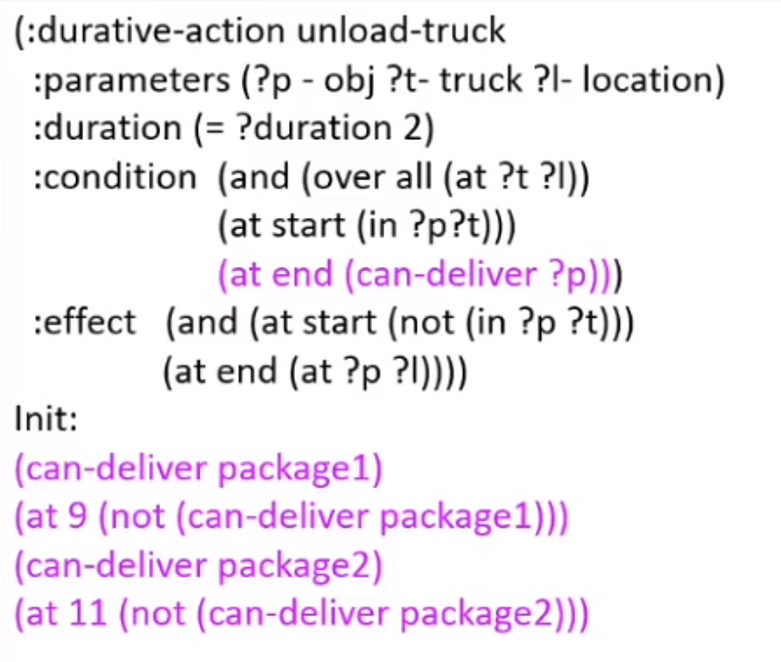 (:durative-action unload-truck
:parameters (?p - obj ?t- truck ?l- location)
:duration (= ?duration 2)
:condition (and (over all (at ?t ?l))
(at start (in ?p?t)))
(at end (can-deliver ?p)))
:effect (and (at start (not (in ?p ?t)))
(at end (at ?p ?l))))
Init:
(can-deliver package1)
(at 9 (not (can-deliver package1)))
(can-deliver package2)
(at 11 (not (can-deliver package2)))